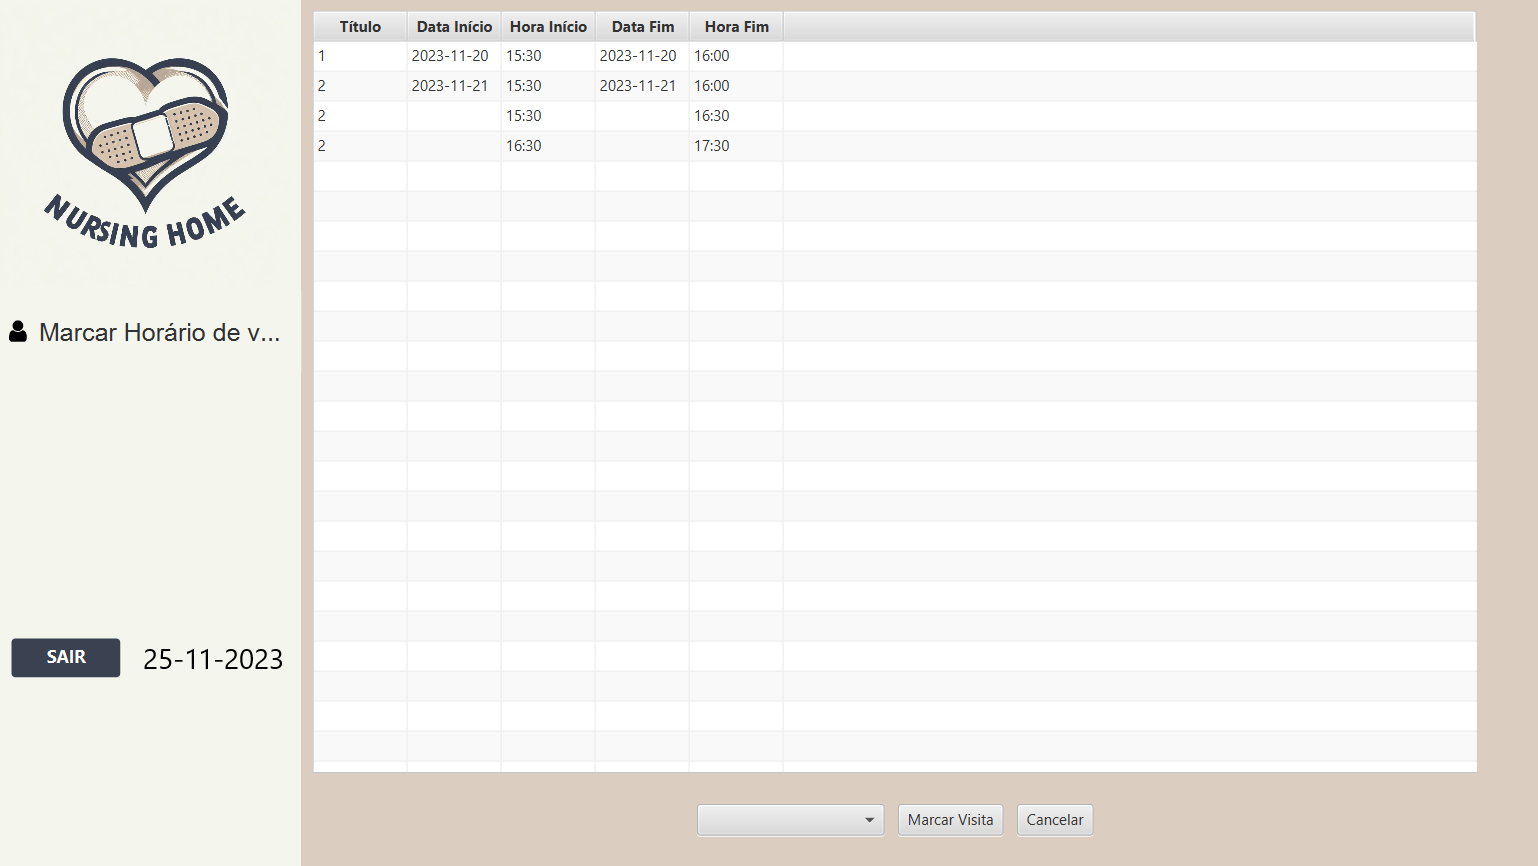 NURSING HOME
Marcar Horário de v...
SAIR
25-11-2023
Título Data Início Hora Início Data Fim Hora Fim
1 2023-11-20 15:30 2023-11-20 16:00
2 2023-11-21 15:30 2023-11-21 16:00
2 15:30 16:30
2 16:30 17:30
Marcar Visita Cancelar